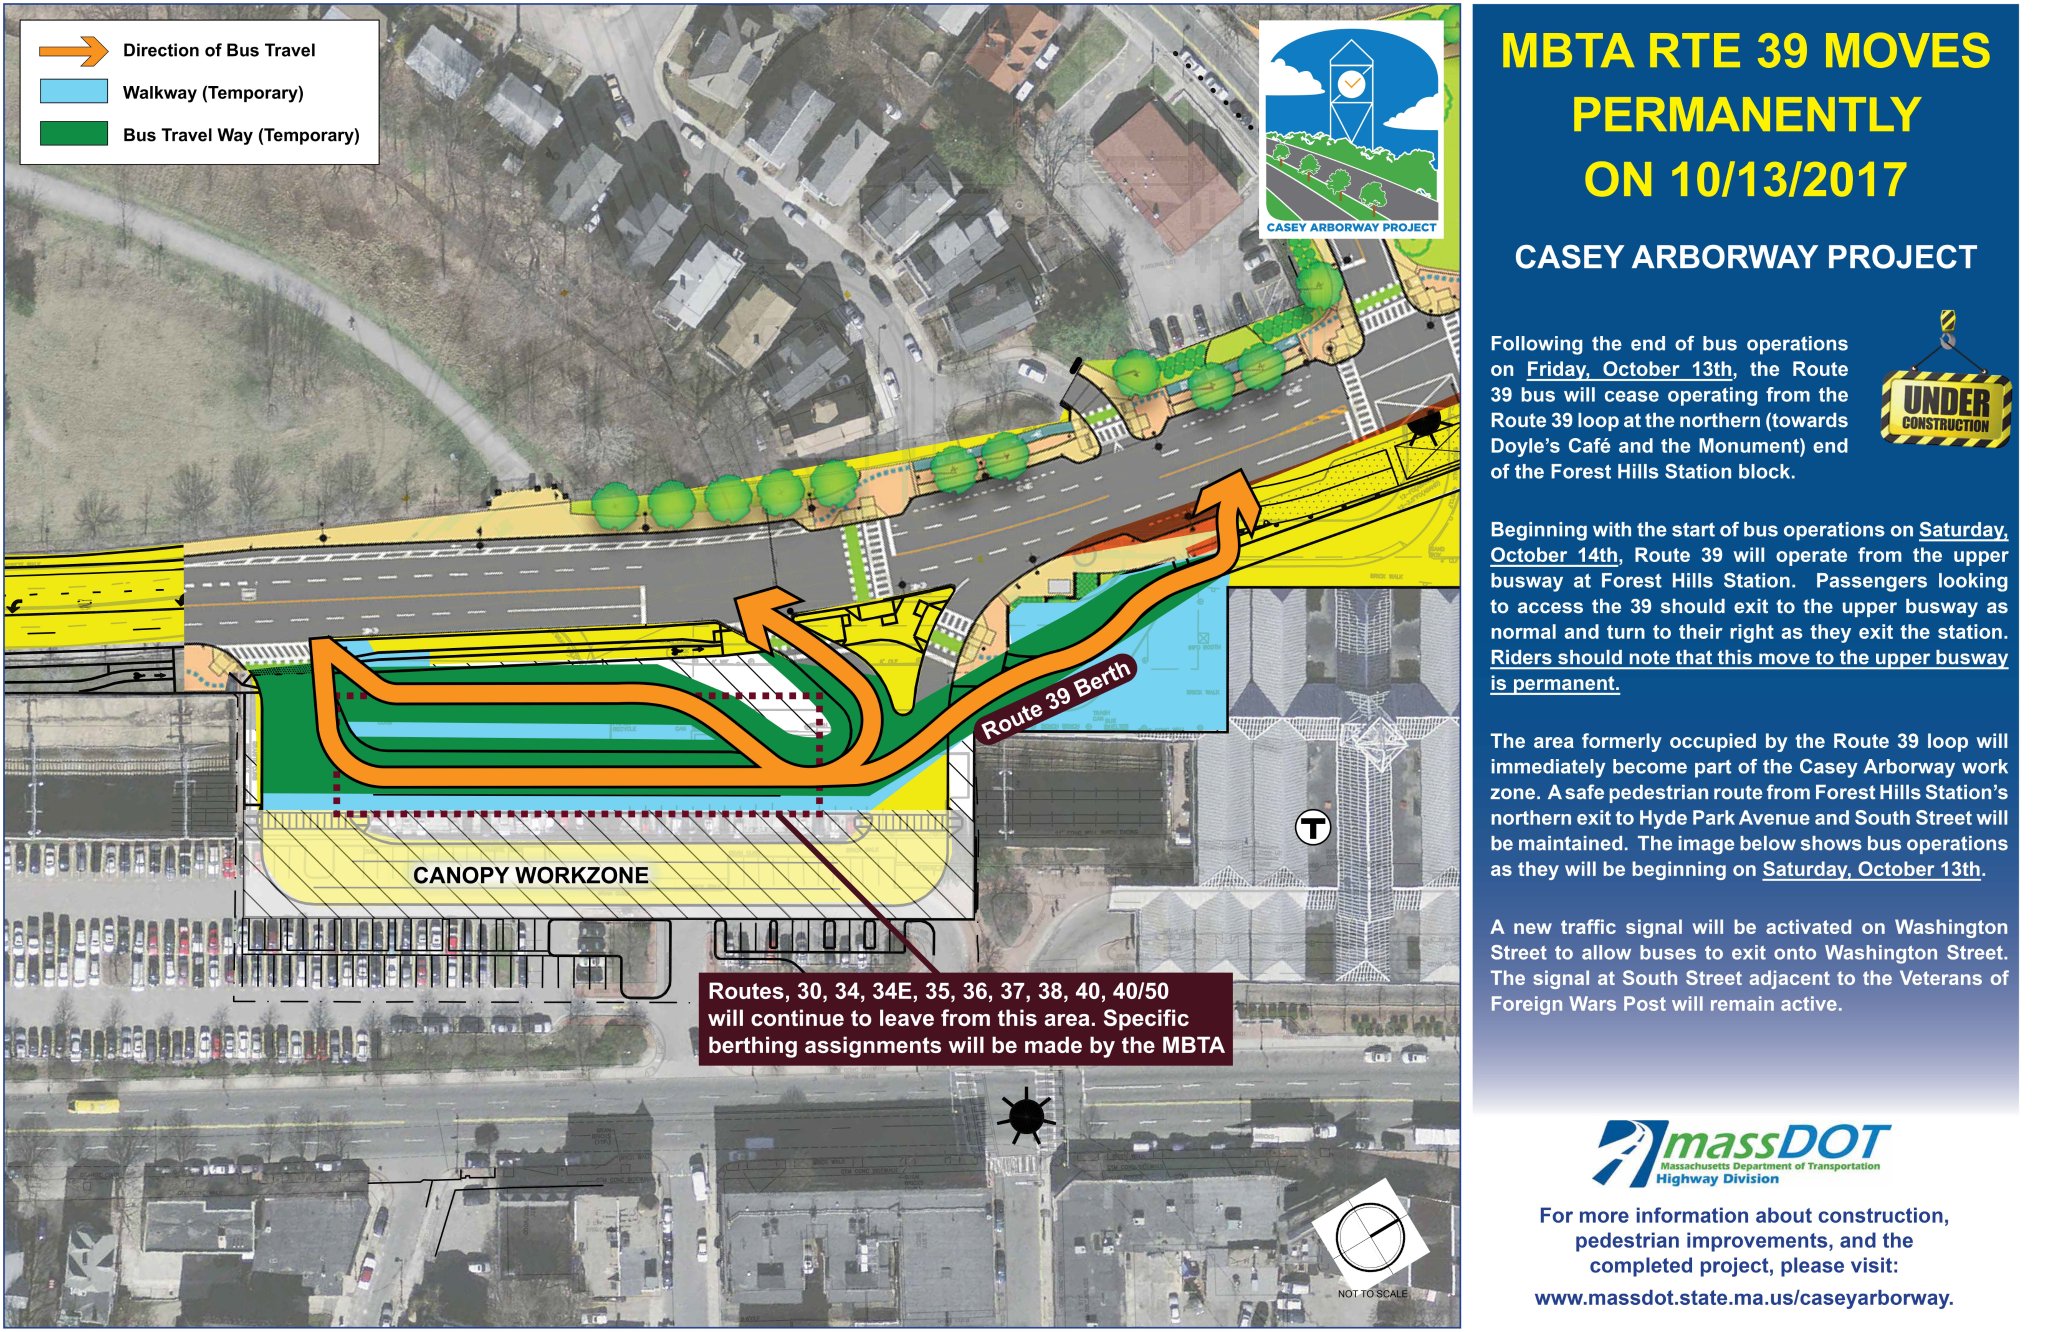 Direction of Bus Travel
Walkway (Temporary)
Bus Travel Way (Temporary)
CASEY ARBORWAY PROJECT
Route 39 Berth
CANOPY WORKZONE
T
Routes, 30, 34, 34E, 35, 36, 37, 38, 40, 40/50
will continue to leave from this area. Specific
berthing assignments will be made by the MBTA
NOT TO SCALE
MBTA RTE 39 MOVES
PERMANENTLY
ON 10/13/2017
CASEY ARBORWAY PROJECT
Following the end of bus operations
on Friday, October 13th, the Route
39 bus will cease operating from the
Route 39 loop at the northern (towards
Doyle's Café and the Monument) end
of the Forest Hills Station block.
UNDER
CONSTRUCTION
Beginning with the start of bus operations on Saturday,
October 14th, Route 39 will operate from the upper
busway at Forest Hills Station. Passengers looking
to access the 39 should exit to the upper busway as
normal and turn to their right as they exit the station.
Riders should note that this move to the upper busway
is permanent.
The area formerly occupied by the Route 39 loop will
immediately become part of the Casey Arborway work
zone. A safe pedestrian route from Forest Hills Station's
northern exit to Hyde Park Avenue and South Street will
be maintained. The image below shows bus operations
as they will be beginning on Saturday, October 13th.
A new traffic signal will be activated on Washington
Street to allow buses to exit onto Washington Street.
The signal at South Street adjacent to the Veterans of
Foreign Wars Post will remain active.
massDOT
Massachusetts Department of Transportation
Highway Division
For more information about construction,
pedestrian improvements, and the
completed project, please visit:
www.massdot.state.ma.us/caseyarborway.